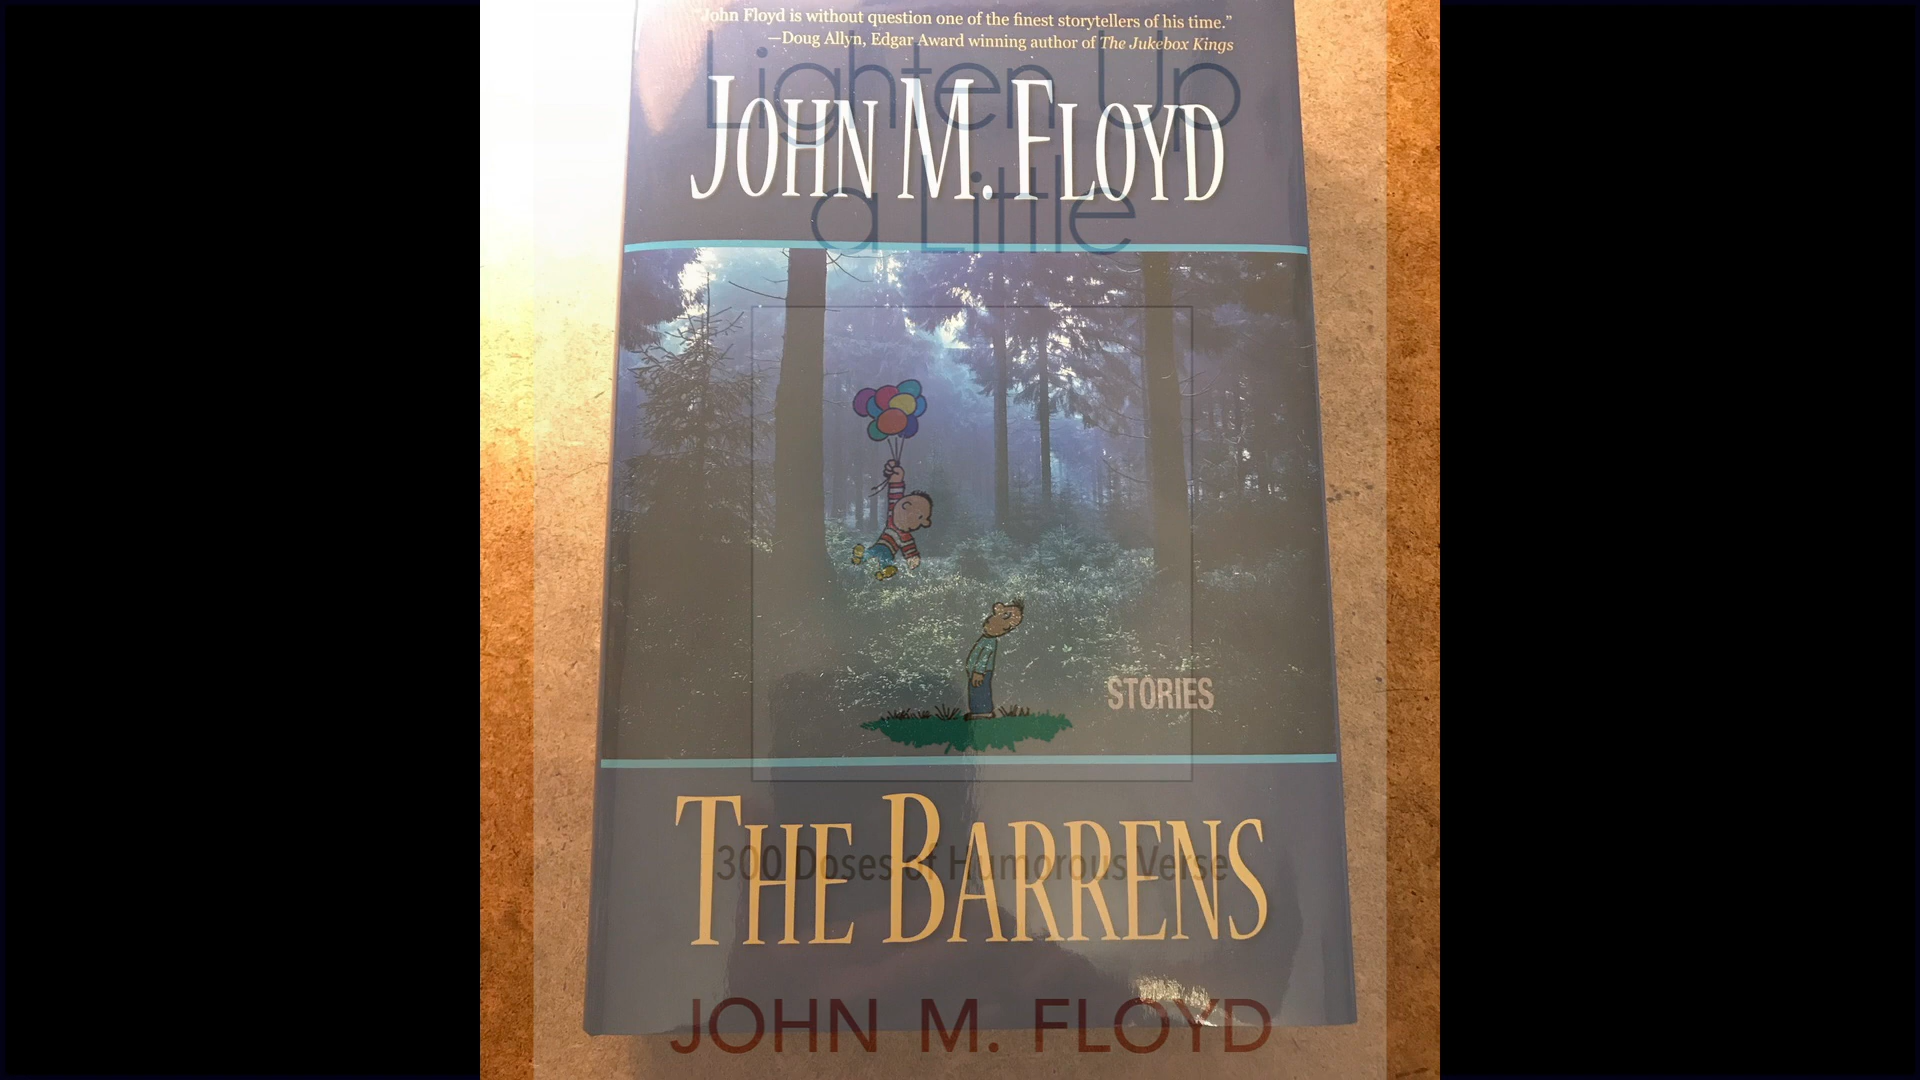 "John Floyd is without question one of the finest storytellers of his time."
—Doug Allyn, Edgar Award winning author of The Jukebox Kings
Lighten Up
JOHN M. FLOYD
a Little
STORIES
THE BARRENS
300 Doses of Humorous Verse
JOHN M. FLOYD